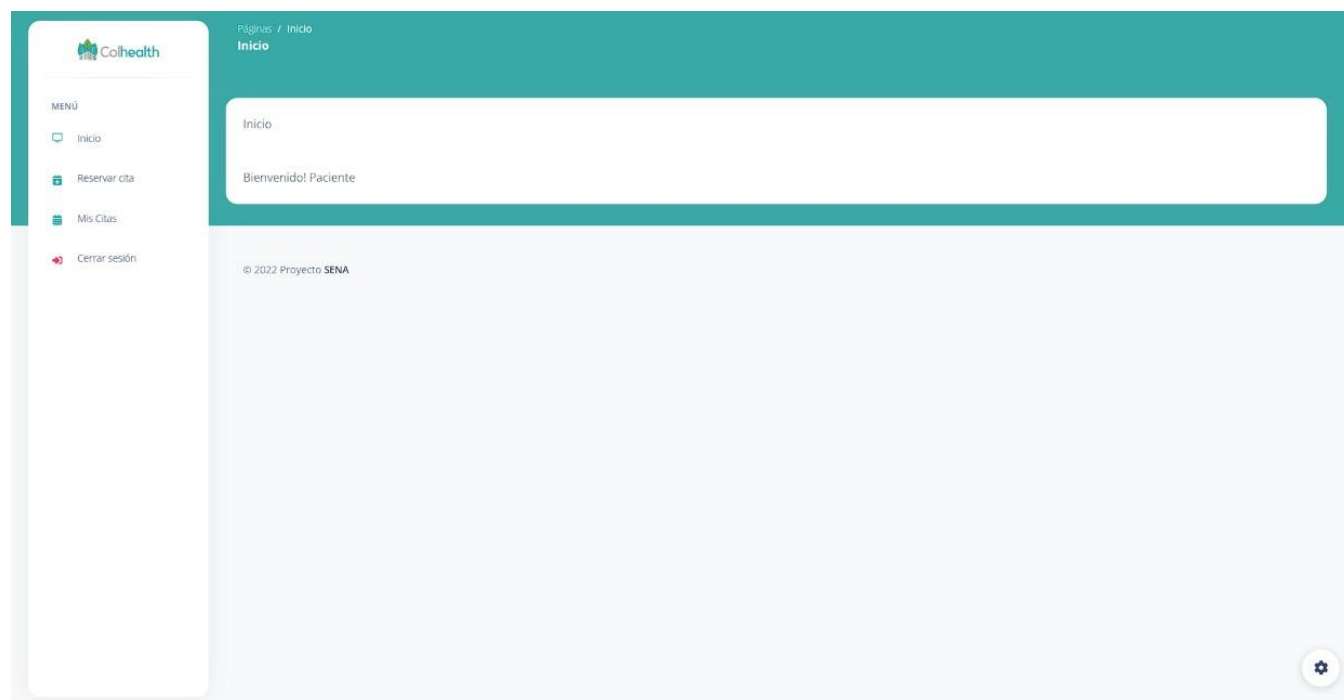 Colhealth
MENÚ
Inicio
Reservar cita
Mis Citas
Cerrar sesión
Páginas / Inicio
Inicio
Inicio
Bienvenido! Paciente
© 2022 Proyecto SENA